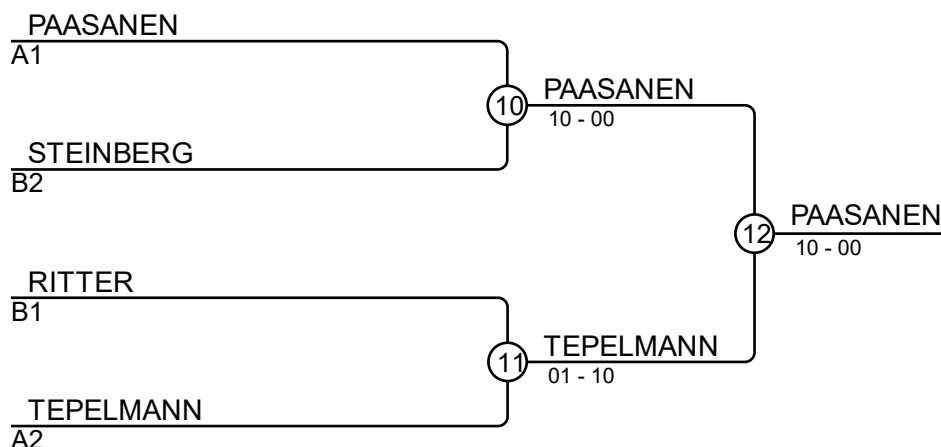 PAASANEN
A1
STEINBERG
B2
10
PAASANEN
10 - 00
RITTER
B1
TEPELMANN
A2
11
TEPELMANN
01 - 10
12
PAASANEN
10 - 00